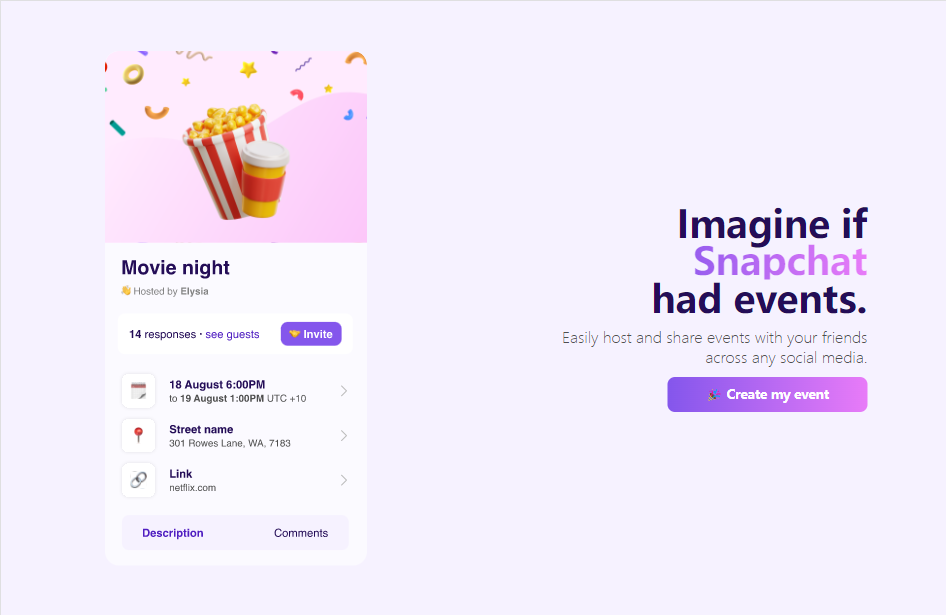 Movie night
👋 Hosted by Elysia
14 responses · see guests
🤝 Invite
18 August 6:00PM
to 19 August 1:00PM UTC +10
Street name
301 Rowes Lane, WA, 7183
Link
netflix.com
Description
Comments
Imagine if
Snapchat
had events.
Easily host and share events with your friends
across any social media.
🎉 Create my event